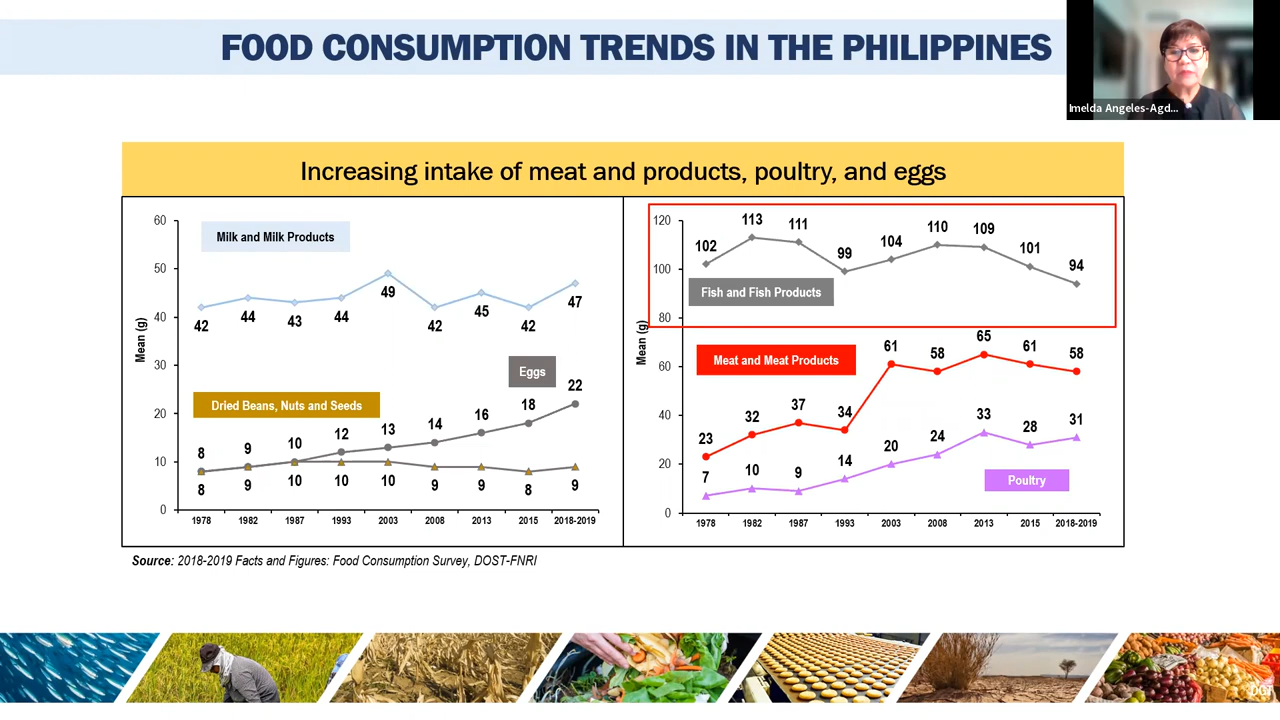 FOOD CONSUMPTION TRENDS IN THE PHILIPPINES
Imelda Angeles-Agd...
Increasing intake of meat and products, poultry, and eggs
Milk and Milk Products
Mean (g)
60
50
40
30
20
10
0
42 44 43 44 49 42 45 42 47
Eggs
8 9 10 12 13 14 16 18 22
Dried Beans, Nuts and Seeds
8 9 10 10 10 9 9 8 9
1978 1982 1987 1993 2003 2008 2013 2015 2018-2019
Mean (g)
120
100
80
60
40
20
0
102 113 111 99 104 110 109 101 94
Fish and Fish Products
Meat and Meat Products
23 32 37 34 61 58 65 61 58
7 10 9 14 20 24 33 28 31
Poultry
1978 1982 1987 1993 2003 2008 2013 2015 2018-2019
Source: 2018-2019 Facts and Figures: Food Consumption Survey, DOST-FNRI